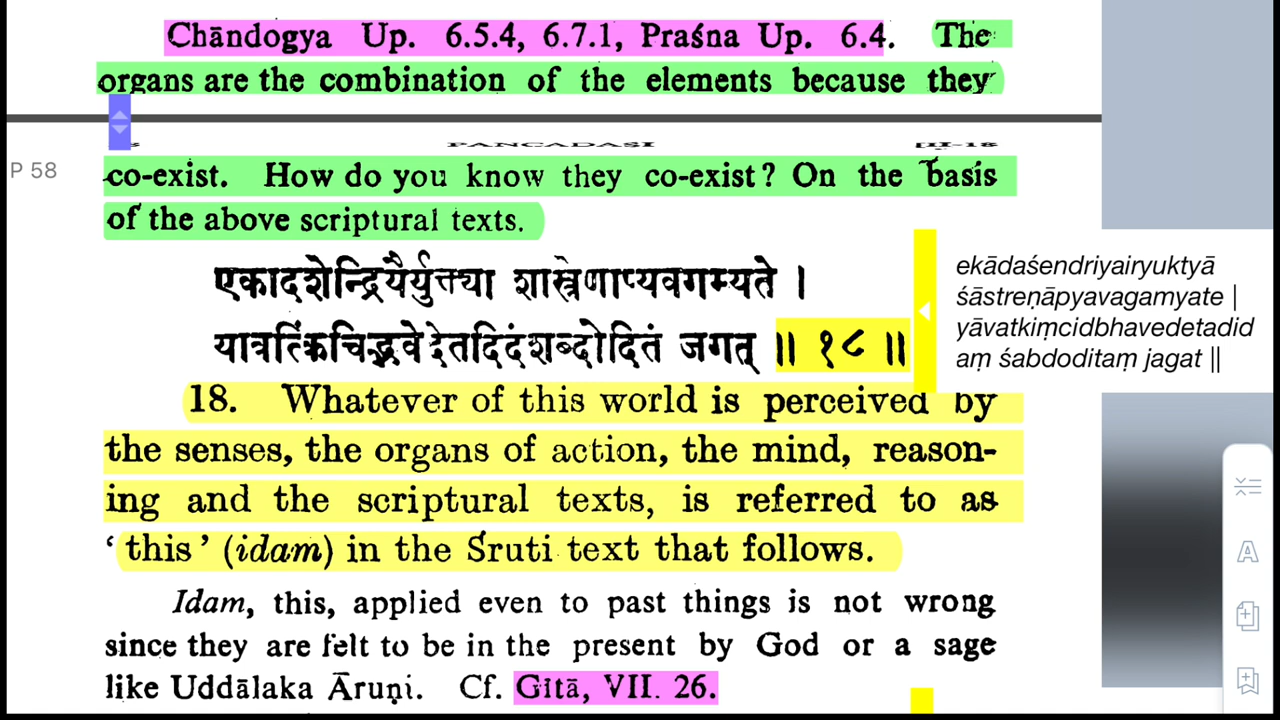 Chāndogya Up. 6.5.4, 6.7.1, Praśna Up. 6.4. The
organs are the combination of the elements because they
PANCADASI [II-18
P 58
co-exist. How do you know they co-exist? On the basis
of the above scriptural texts.
एकादशेन्द्रियैर्युक्त्या शास्त्रेणाप्यवगम्यते ।
यावत्किंचिद्भवेदेतदिदंशब्दोदितं जगत् ॥ १८ ॥
ekādaśendriyairyuktyā
śāstreṇāpyavagamyate |
yāvatkiṃcidbhavedetadid
aṃ śabdoditaṃ jagat ||
18. Whatever of this world is perceived by
the senses, the organs of action, the mind, reason-
ing and the scriptural texts, is referred to as
‘this’ (idam) in the Śruti text that follows.
Idam, this, applied even to past things is not wrong
since they are felt to be in the present by God or a sage
like Uddālaka Āruṇi. Cf. Gītā, VII. 26.